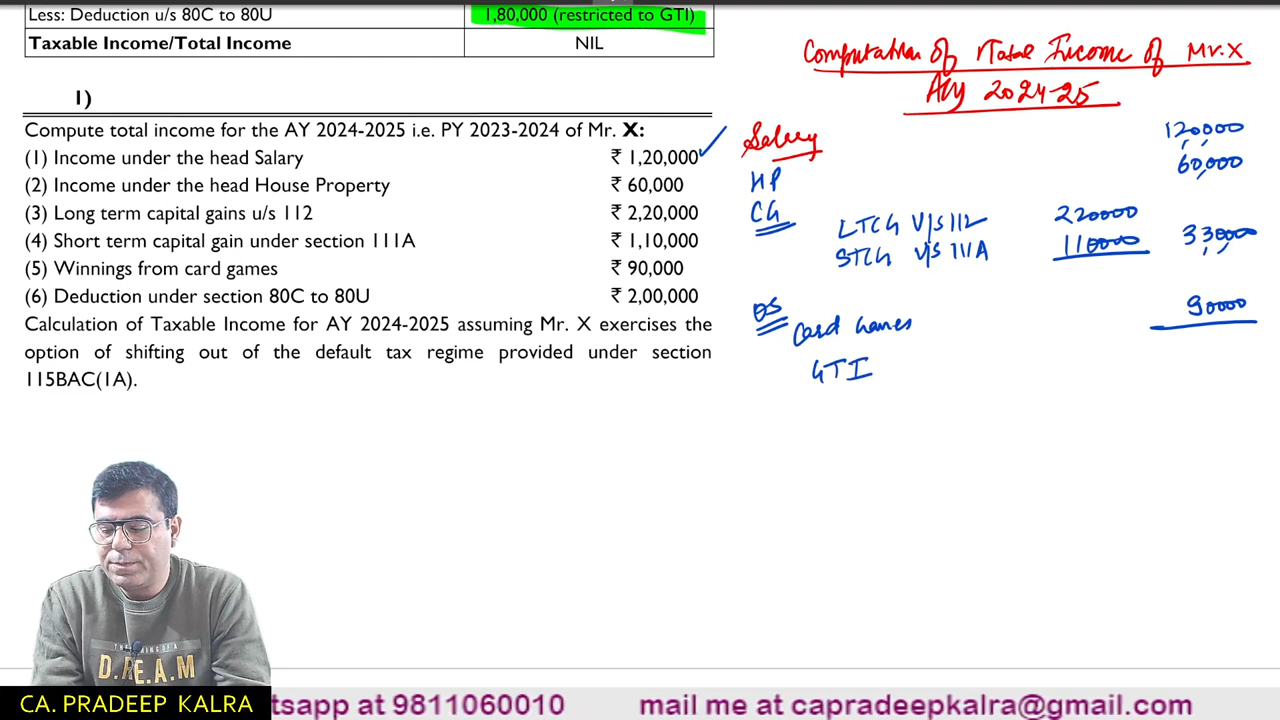 Less: Deduction u/s 80C to 80U 1,80,000 (restricted to GTI)
Taxable Income/Total Income NIL
1)
Compute total income for the AY 2024-2025 i.e. PY 2023-2024 of Mr. X:
(1) Income under the head Salary ₹ 1,20,000
(2) Income under the head House Property ₹ 60,000
(3) Long term capital gains u/s 112 ₹ 2,20,000
(4) Short term capital gain under section 111A ₹ 1,10,000
(5) Winnings from card games ₹ 90,000
(6) Deduction under section 80C to 80U ₹ 2,00,000
Calculation of Taxable Income for AY 2024-2025 assuming Mr. X exercises the
option of shifting out of the default tax regime provided under section
115BAC(1A).
Computation of Total Income of Mr. X
AY 2024-25
Salary 120000
HP 60,000
CG
LTCG U/S 112 220000
STCG U/S 111A 110000 330000
OS 90000
Card Games
GTI
D.R.E.A.M
CA. PRADEEP KALRA
tsapp at 9811060010 mail me at capradeepkalra@gmail.com